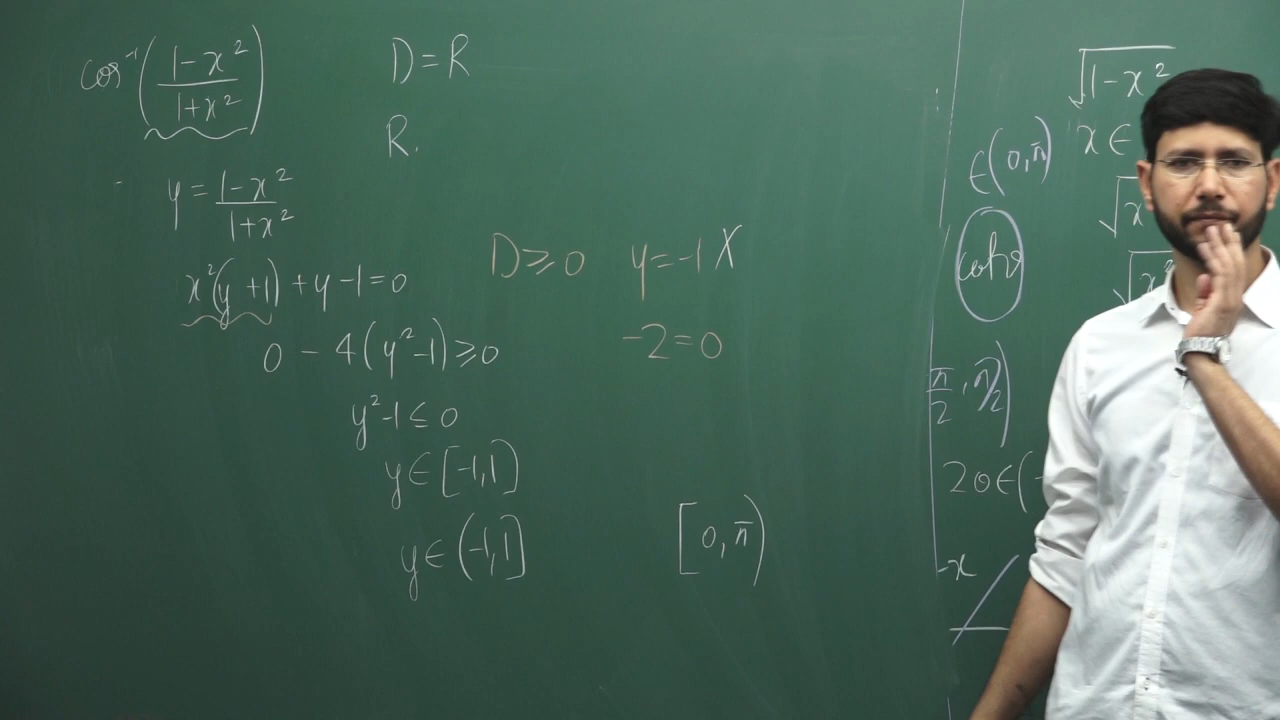 cos⁻¹((1-x²)/(1+x²)) D=R
R.
y = (1-x²)/(1+x²)
x²(y+1)+y-1=0
D≥0 y=-1 X
0-4(y²-1)≥0
-2=0
y²-1≤0
y∈[-1,1]
y∈(-1,1]
[0,π)
√1-x²
∈(0,π) x∈
√x
√x²
π/2, π/2)
2θ∈(-
-x